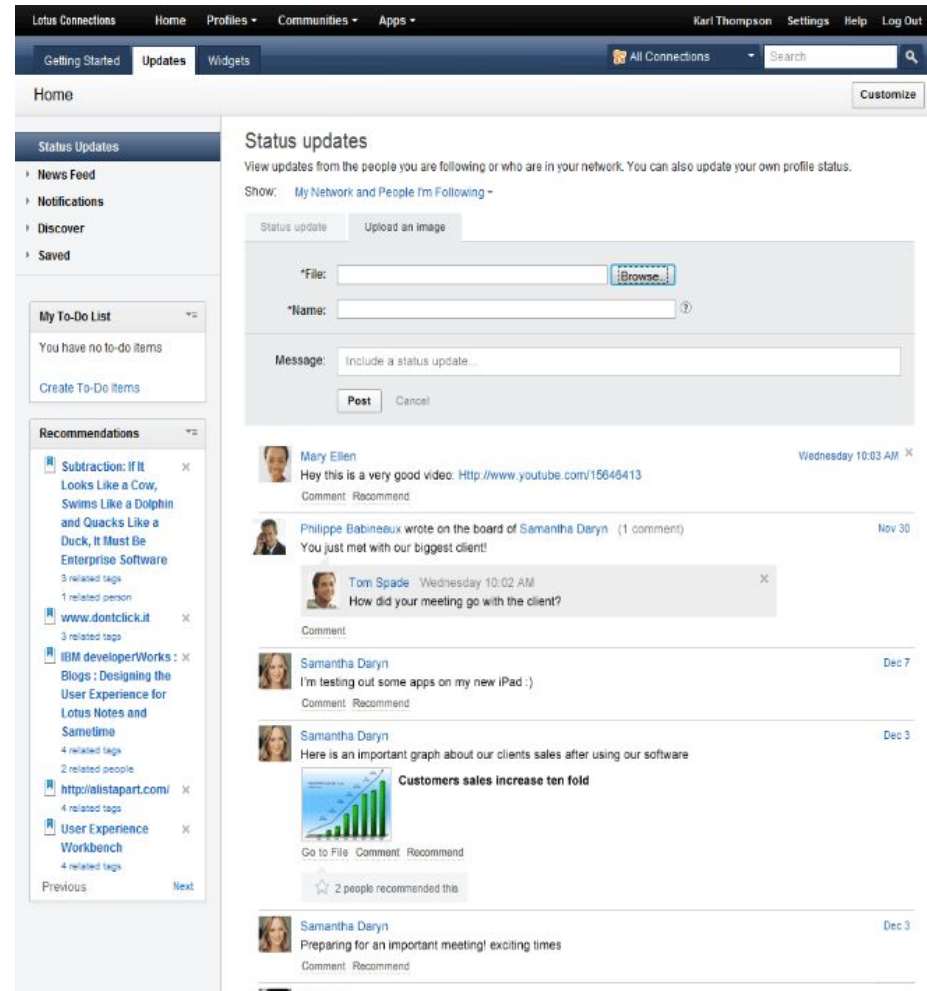 Lotus Connections Home Profiles Communities Apps Karl Thompson Settings Help Log Out
Getting Started Updates Widgets All Connections Search
Home Customize
Status Updates
News Feed
Notifications
Discover
Saved
My To-Do List
You have no to-do items
Create To-Do Items
Recommendations
Subtraction: If It
Looks Like a Cow,
Swims Like a Dolphin
and Quacks Like a
Duck, It Must Be
Enterprise Software
3 related tags
1 related person
www.dontclick.it
3 related tags
IBM developerWorks :
Blogs : Designing the
User Experience for
Lotus Notes and
Sametime
4 related tags
2 related people
http://alistapart.com/
4 related tags
User Experience
Workbench
4 related tags
Previous Next
Status updates
View updates from the people you are following or who are in your network. You can also update your own profile status.
Show: My Network and People I'm Following
Status update Upload an image
*File: Browse...
*Name: ?
Message: Include a status update...
Post Cancel
Mary Ellen Wednesday 10:03 AM
Hey this is a very good video: Http://www.youtube.com/15646413
Comment Recommend
Philippe Babineaux wrote on the board of Samantha Daryn (1 comment) Nov 30
You just met with our biggest client!
Tom Spade Wednesday 10:02 AM
How did your meeting go with the client?
Comment
Samantha Daryn Dec 7
I'm testing out some apps on my new iPad :)
Comment Recommend
Samantha Daryn Dec 3
Here is an important graph about our clients sales after using our software
Customers sales increase ten fold
Go to File Comment Recommend
2 people recommended this
Samantha Daryn Dec 3
Preparing for an important meeting! exciting times
Comment Recommend